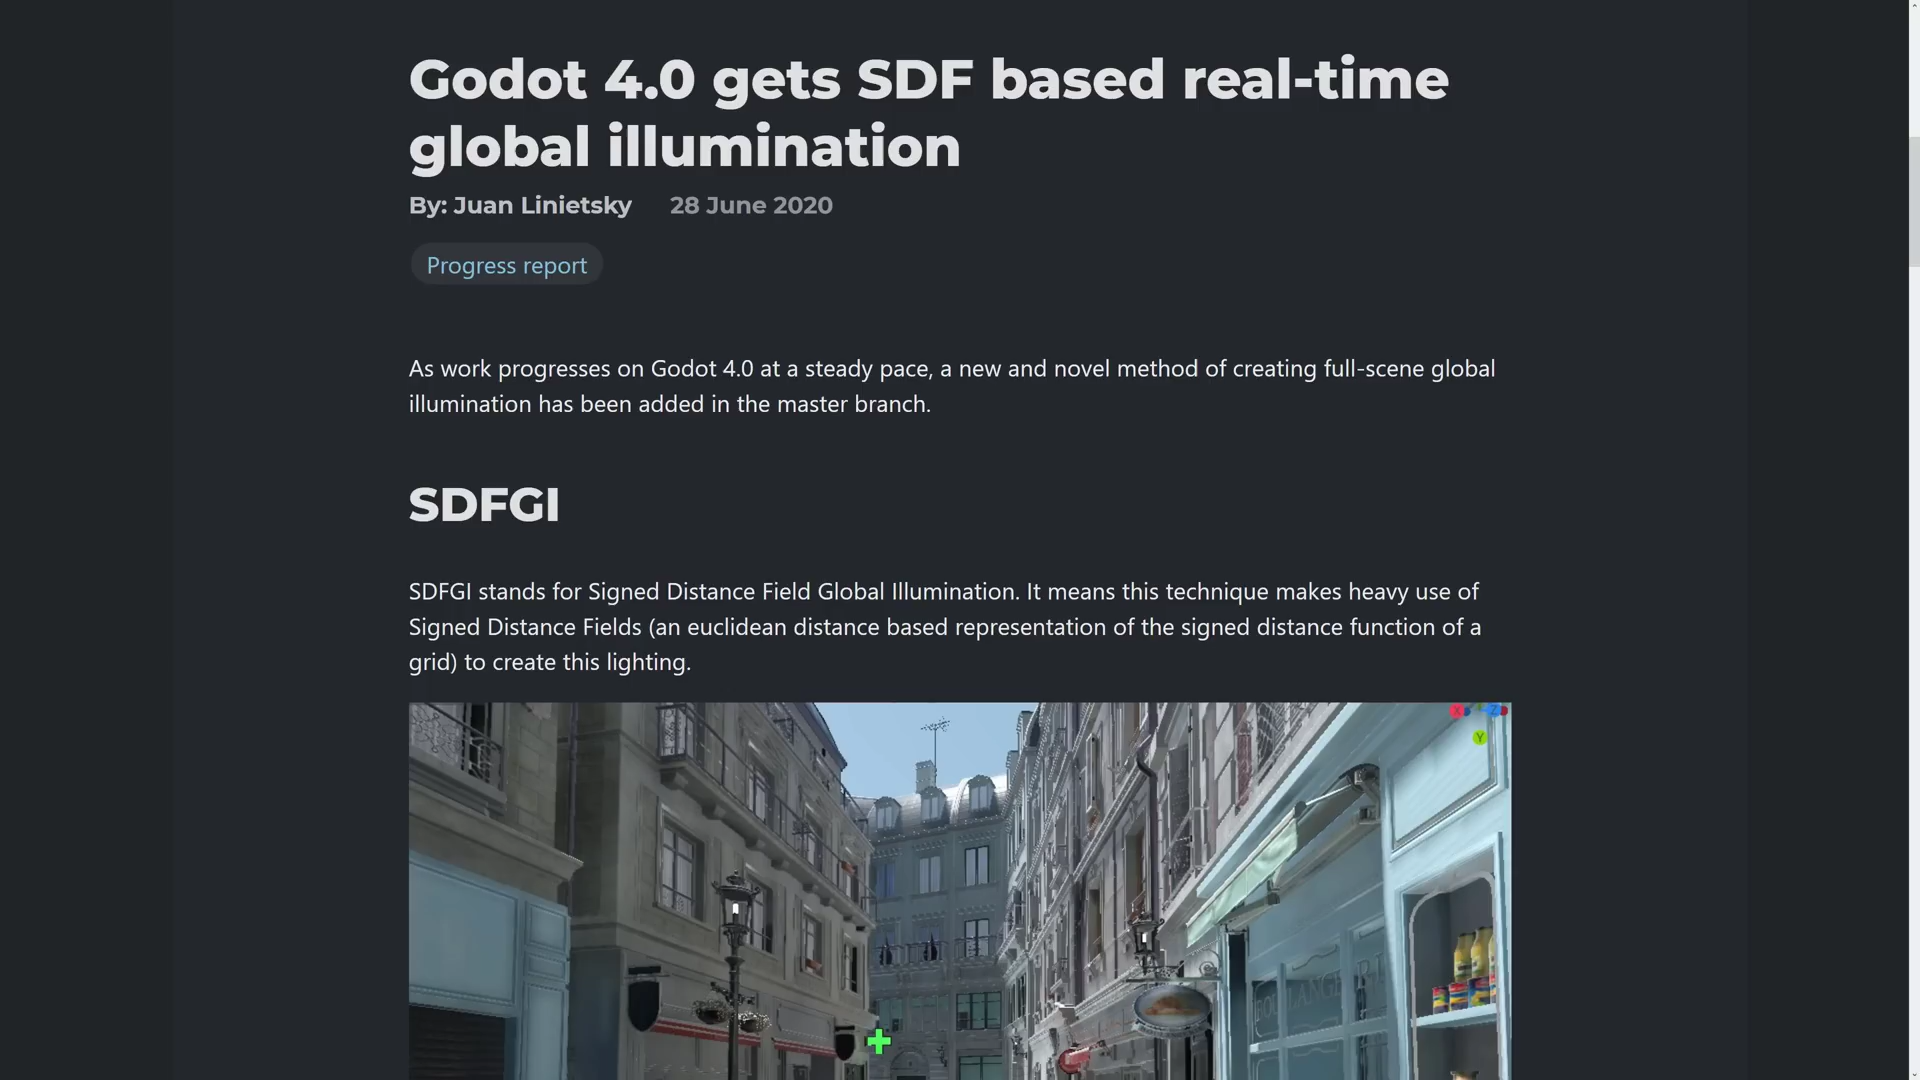 Godot 4.0 gets SDF based real-time
global illumination
By: Juan Linietsky 28 June 2020
Progress report
As work progresses on Godot 4.0 at a steady pace, a new and novel method of creating full-scene global
illumination has been added in the master branch.
SDFGI
SDFGI stands for Signed Distance Field Global Illumination. It means this technique makes heavy use of
Signed Distance Fields (an euclidean distance based representation of the signed distance function of a
grid) to create this lighting.
X Z
Y